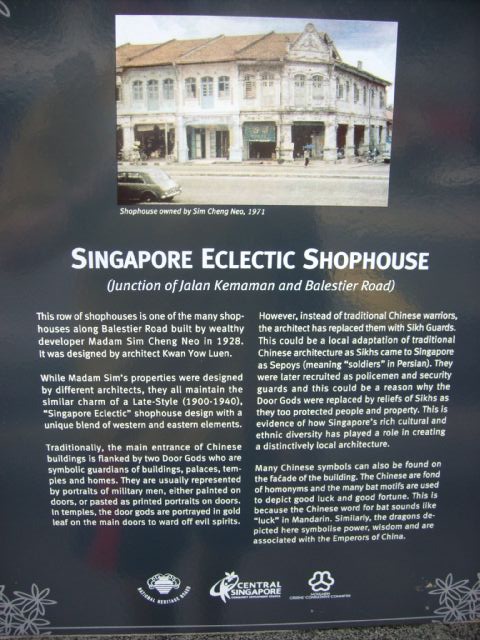 Shophouse owned by Sim Cheng Neo, 1971
SINGAPORE ECLECTIC SHOPHOUSE
(Junction of Jalan Kemaman and Balestier Road)
This row of shophouses is one of the many shop-
houses along Balestier Road built by wealthy
developer Madam Sim Cheng Neo in 1928.
It was designed by architect Kwan Yow Luen.
While Madam Sim's properties were designed
by different architects, they all maintain the
similar charm of a Late-Style (1900-1940),
"Singapore Eclectic" shophouse design with a
unique blend of western and eastern elements.
Traditionally, the main entrance of Chinese
buildings is flanked by two Door Gods who are
symbolic guardians of buildings, palaces, tem-
ples and homes. They are usually represented
by portraits of military men, either painted on
doors, or pasted as printed portraits on doors.
In temples, the door gods are portrayed in gold
leaf on the main doors to ward off evil spirits.
However, instead of traditional Chinese warriors,
the architect has replaced them with Sikh Guards.
This could be a local adaptation of traditional
Chinese architecture as Sikhs came to Singapore
as Sepoys (meaning "soldiers" in Persian). They
were later recruited as policemen and security
guards and this could be a reason why the
Door Gods were replaced by reliefs of Sikhs as
they too protected people and property. This is
evidence of how Singapore's rich cultural and
ethnic diversity has played a role in creating
a distinctively local architecture.
Many Chinese symbols can also be found on
the facade of the building. The Chinese are fond
of homonyms and the many bat motifs are used
to depict good luck and good fortune. This is
because the Chinese word for bat sounds like
"luck" in Mandarin. Similarly, the dragons de-
picted here symbolise power, wisdom and are
associated with the Emperors of China.
NATIONAL HERITAGE BOARD
CENTRAL
SINGAPORE
COMMUNITY DEVELOPMENT COUNCIL
CITIZENS' CONSULTATIVE COMMITTEE